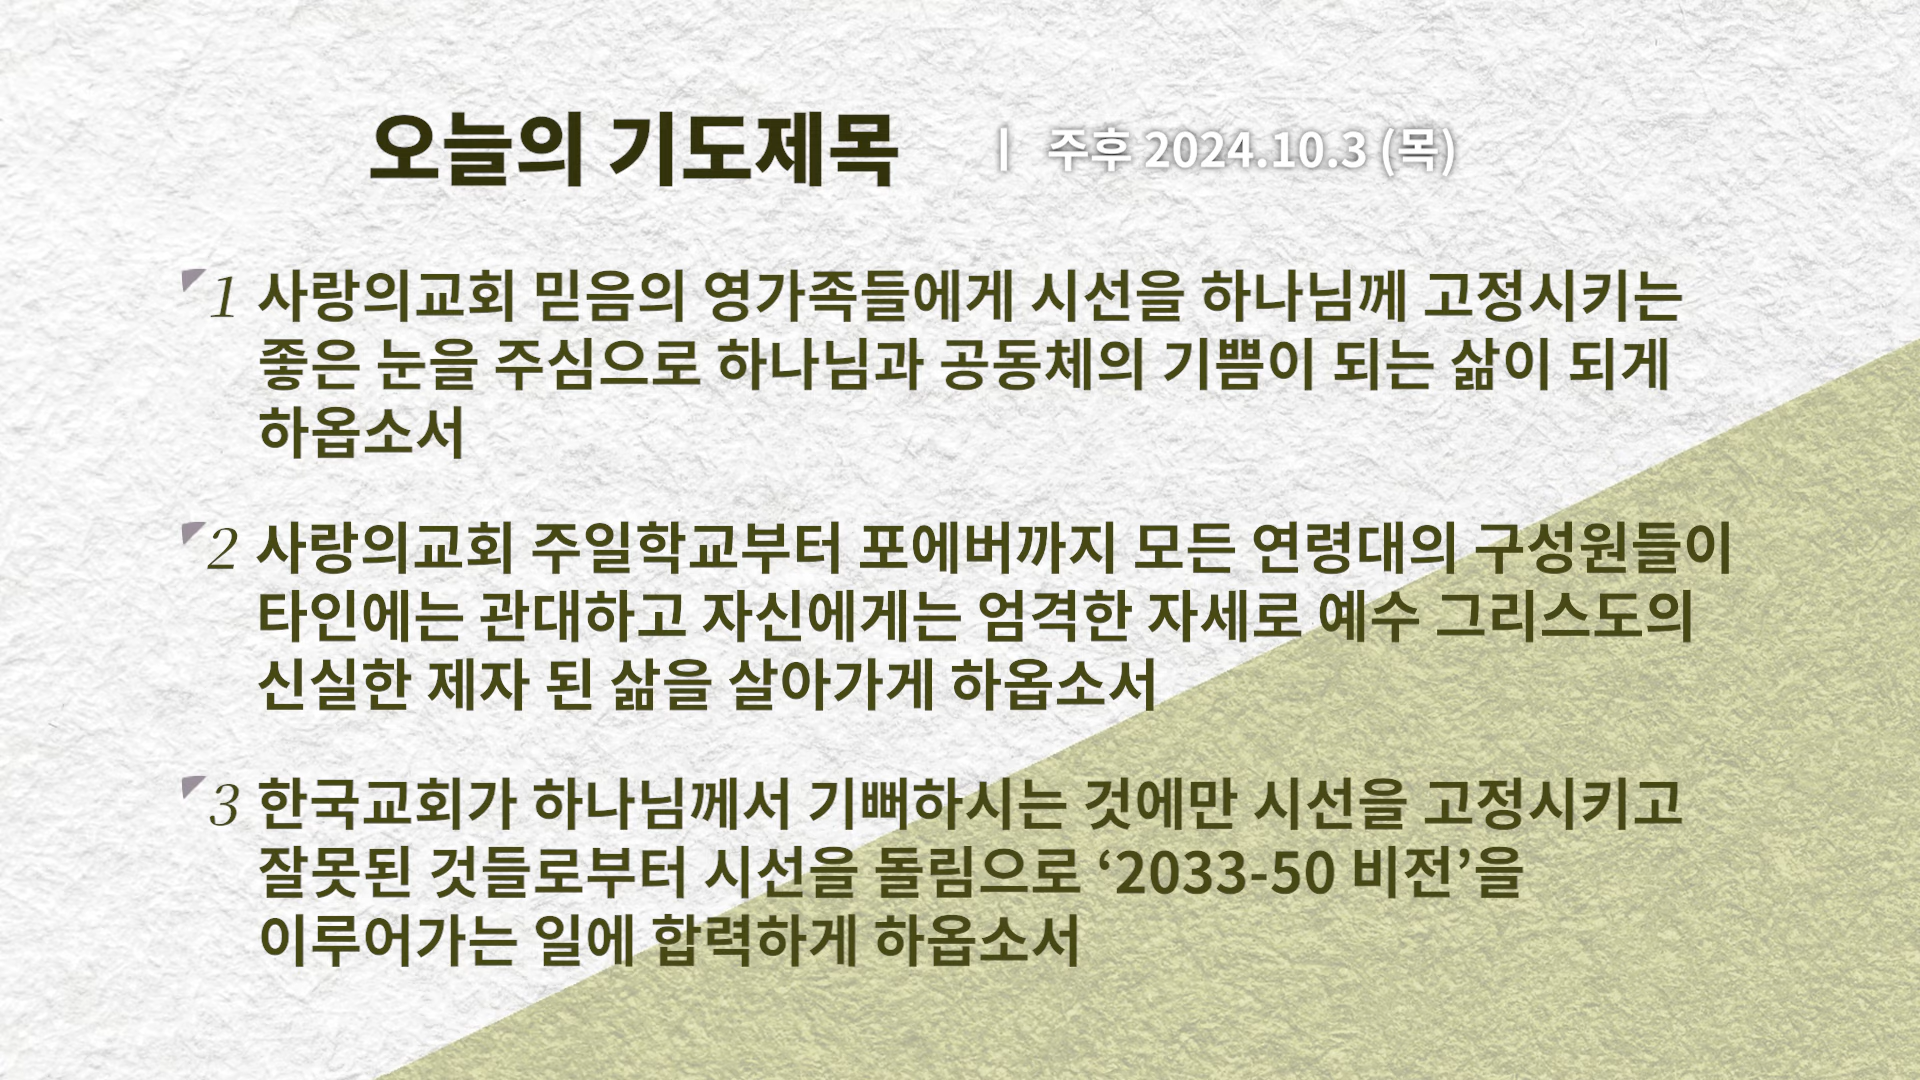 오늘의 기도제목 | 주후 2024.10.3 (목)
1 사랑의교회 믿음의 영가족들에게 시선을 하나님께 고정시키는
좋은 눈을 주심으로 하나님과 공동체의 기쁨이 되는 삶이 되게
하옵소서
2 사랑의교회 주일학교부터 포에버까지 모든 연령대의 구성원들이
타인에는 관대하고 자신에게는 엄격한 자세로 예수 그리스도의
신실한 제자 된 삶을 살아가게 하옵소서
3 한국교회가 하나님께서 기뻐하시는 것에만 시선을 고정시키고
잘못된 것들로부터 시선을 돌림으로 ‘2033-50 비전’을
이루어가는 일에 합력하게 하옵소서